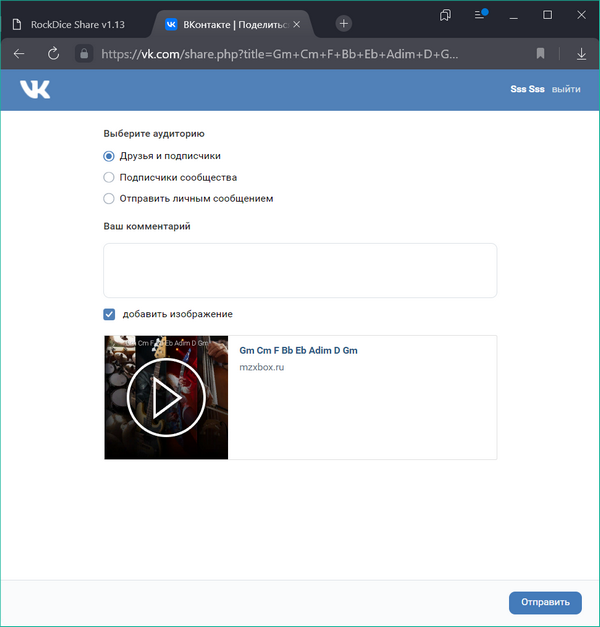 RockDice Share v1.13
ВКонтакте | Поделитьс
https://vk.com/share.php?title=Gm+Cm+F+Bb+Eb+Adim+D+G...
VK
Sss Sss выйти
Выберите аудиторию
Друзья и подписчики
Подписчики сообщества
Отправить личным сообщением
Ваш комментарий
добавить изображение
Gm Cm F Bb Eb Adim D Gm
Gm Cm F Bb Eb Adim D Gm
mzxbox.ru
Отправить